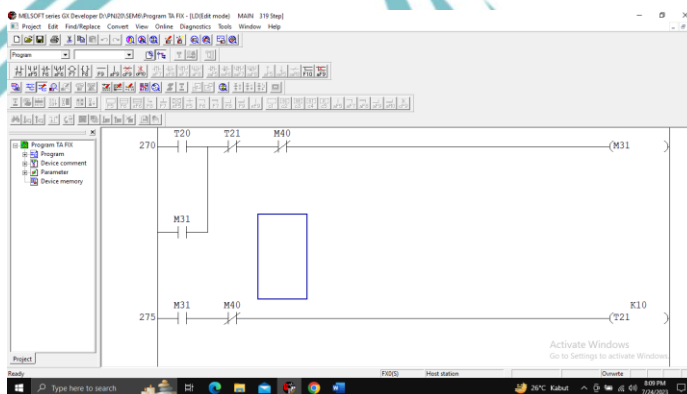 MELSOFT series GX Developer D:\PNJ20\SEM6\Program TA FIX - [LD(Edit mode) MAIN 319 Step]
Project Edit Find/Replace Convert View Online Diagnostics Tools Window Help
Program
Program TA FIX
Program
Device comment
Parameter
Device memory
Project
T20 T21 M40
270 (M31 )
M31
M31 M40 K10
275 (T21 )
Activate Windows
Go to Settings to activate Windows.
Ready FX0(S) Host station Ovrwrte
Type here to search 26°C Kabut 8:09 PM
7/24/2023